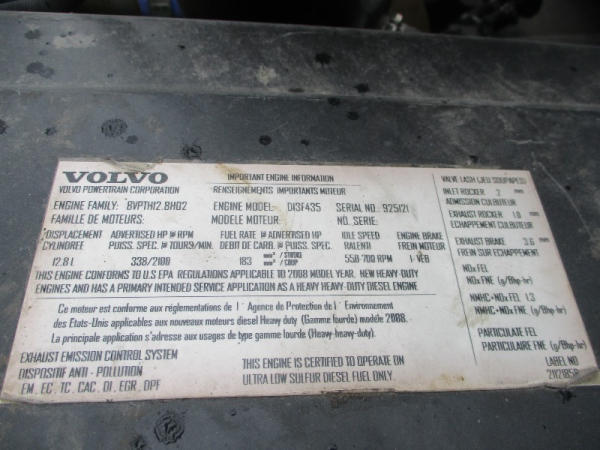 VOLVO
VOLVO POWERTRAIN CORPORATION
IMPORTANT ENGINE INFORMATION
RENSEIGNEMENTS IMPORTANTS MOTEUR
ENGINE FAMILY: 8VPTH12.8H02 ENGINE MODEL: D13F435 SERIAL NO: 925121
FAMILLE DE MOTEURS: MODELE MOTEUR: NO. SERIE:
DISPLACEMENT ADVERTISED HP @ RPM FUEL RATE @ ADVERTISED HP IDLE SPEED ENGINE BRAKE
CYLINDREE PUISS. SPEC. @ TOURS/MIN. DEBIT DE CARB. @ PUISS. SPEC. RALENTI FREIN MOTEUR
12.8 L 338/2100 183 mm³ / STROKE mm³ / COUP 550-700 RPM 1 VEB
THIS ENGINE CONFORMS TO U.S EPA REGULATIONS APPLICABLE TO 2008 MODEL YEAR. NEW HEAVY-DUTY
ENGINES AND HAS A PRIMARY INTENDED SERVICE APPLICATION AS A HEAVY HEAVY-DUTY DIESEL ENGINE
Ce moteur est conforme aux réglementations de l' Agence de Protection de l' Environnement
des États-Unis applicables aux nouveaux moteurs diesel Heavy duty (Gamme lourde) modèle 2008.
La principale application s'adresse aux usages de type gamme lourde (Heavy-heavy-duty).
EXHAUST EMISSION CONTROL SYSTEM
DISPOSITIF ANTI - POLLUTION
EM, EC, TC, CAC, DI, EGR, DPF
THIS ENGINE IS CERTIFIED TO OPERATE ON
ULTRA LOW SULFUR DIESEL FUEL ONLY.
VALVE LASH (JEU SOUPAPES)
INLET ROCKER .2 mm
ADMISSION CULBUTEUR
EXHAUST ROCKER 1.0 mm
ECHAPPEMENT CULBUTEUR
EXHAUST BRAKE 3.6 mm
FREIN SUR ECHAPPEMENT
NOx FEL
NOx FNE (g/Bhp-hr)
NMHC+NOx FEL 1.3
NMHC+NOx FNE (g/Bhp-hr)
PARTICULATE FEL
PARTICULAIRE FNE (g/Bhp-hr)
LABEL NO